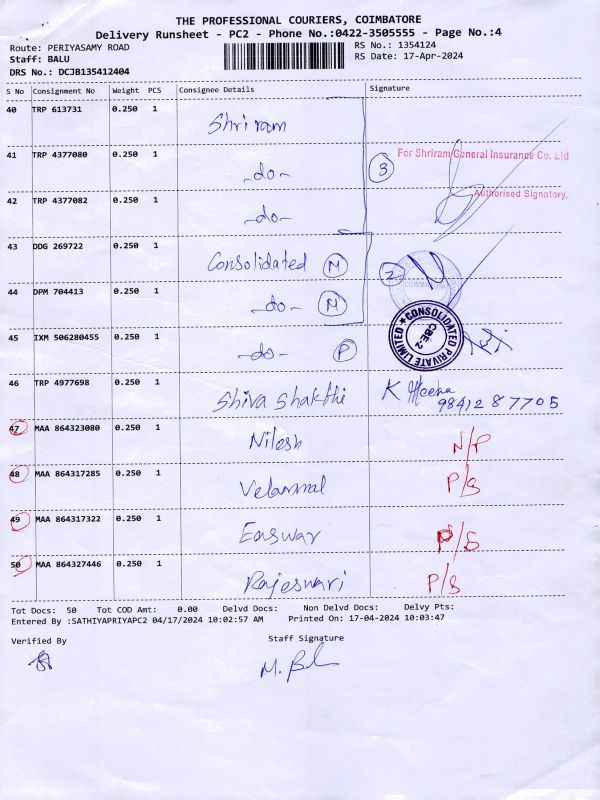 THE PROFESSIONAL COURIERS, COIMBATORE
Delivery Runsheet - PC2 - Phone No.:0422-3505555 - Page No.:4
Route: PERIYASAMY ROAD RS No.: 1354124
Staff: BALU RS Date: 17-Apr-2024
DRS No.: DCJB135412404
S No Consignment No Weight PCS Consignee Details Signature
40 TRP 613731 0.250 1 Shriram
41 TRP 4377080 0.250 1 -do- 3 For Shriram General Insurance Co. Ltd
Authorised Signatory.
42 TRP 4377082 0.250 1 -do-
43 DDG 269722 0.250 1 Consolidated M 2
44 DPM 704413 0.250 1 -do- M
CONSOLIDATED PRIVATE LIMITED
CBE-2
45 IXM 506280455 0.250 1 -do- P
46 TRP 4977698 0.250 1 Shiva Shakthi K Meena
9841287705
47 MAA 864323080 0.250 1 Nilesh N/P
48 MAA 864317285 0.250 1 Velammal P/S
49 MAA 864317322 0.250 1 Easwar P/S
50 MAA 864327446 0.250 1 Rajeswari P/S
Tot Docs: 50 Tot COD Amt: 0.00 Delvd Docs: Non Delvd Docs: Delvy Pts:
Entered By :SATHIYAPRIYAPC2 04/17/2024 10:02:57 AM Printed On: 17-04-2024 10:03:47
Verified By Staff Signature